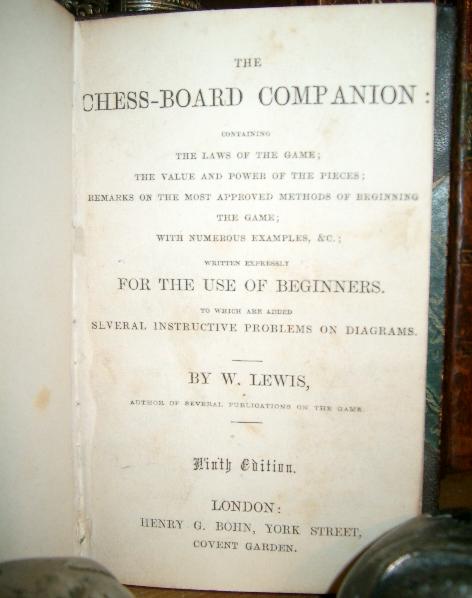 THE
CHESS-BOARD COMPANION:
CONTAINING
THE LAWS OF THE GAME;
THE VALUE AND POWER OF THE PIECES;
REMARKS ON THE MOST APPROVED METHODS OF BEGINNING
THE GAME;
WITH NUMEROUS EXAMPLES, &C.;
WRITTEN EXPRESSLY
FOR THE USE OF BEGINNERS.
TO WHICH ARE ADDED
SEVERAL INSTRUCTIVE PROBLEMS ON DIAGRAMS.
BY W. LEWIS,
AUTHOR OF SEVERAL PUBLICATIONS ON THE GAME.
Ninth Edition.
LONDON:
HENRY G. BOHN, YORK STREET,
COVENT GARDEN.